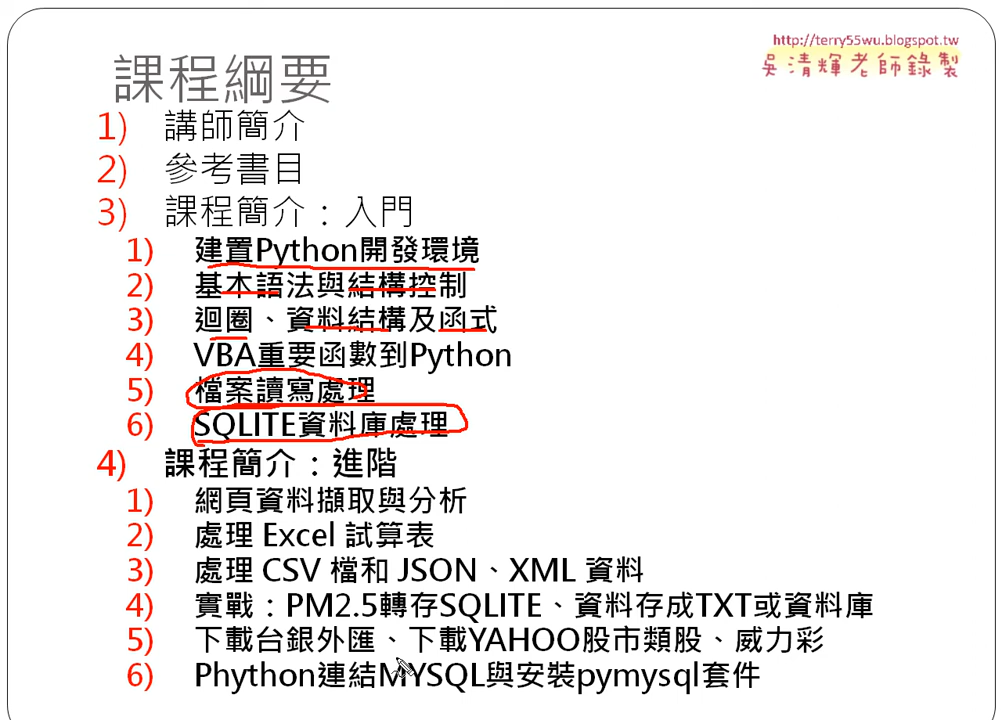 http://terry55wu.blogspot.tw
吳清輝老師錄製
課程綱要
1) 講師簡介
2) 參考書目
3) 課程簡介：入門
1) 建置Python開發環境
2) 基本語法與結構控制
3) 迴圈、資料結構及函式
4) VBA重要函數到Python
5) 檔案讀寫處理
6) SQLITE資料庫處理
4) 課程簡介：進階
1) 網頁資料擷取與分析
2) 處理 Excel 試算表
3) 處理 CSV 檔和 JSON、XML 資料
4) 實戰：PM2.5轉存SQLITE、資料存成TXT或資料庫
5) 下載台銀外匯、下載YAHOO股市類股、威力彩
6) Phython連結MYSQL與安裝pymysql套件